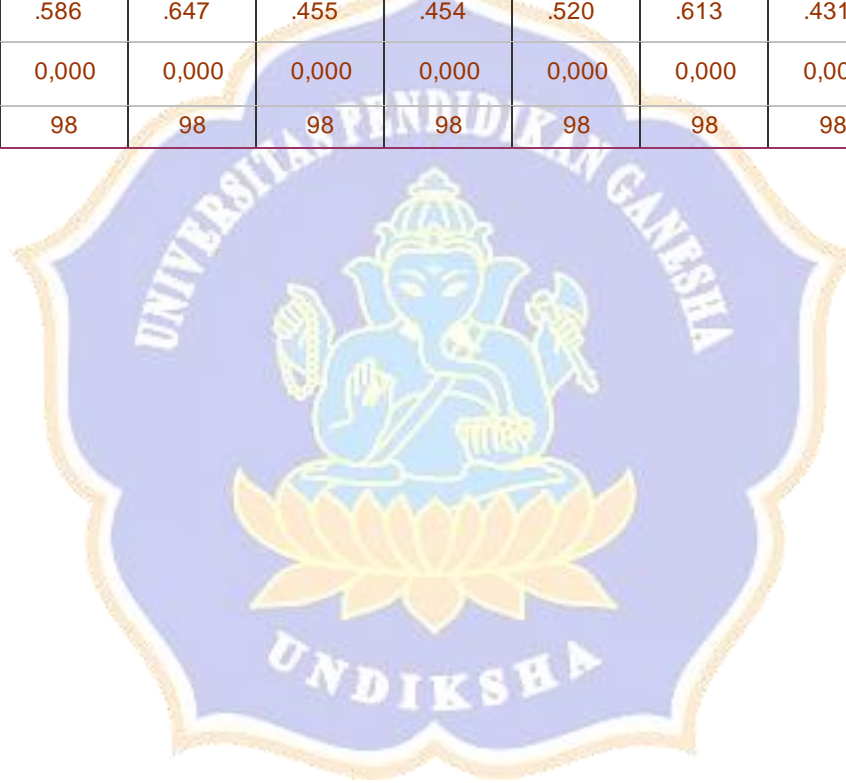 .586 .647 .455 .454 .520 .613 .431
0,000 0,000 0,000 0,000 0,000 0,000
98 98 98 98 98 98 98
UNIVERSITAS PENDIDIKAN GANESHA
UNDIKSHA